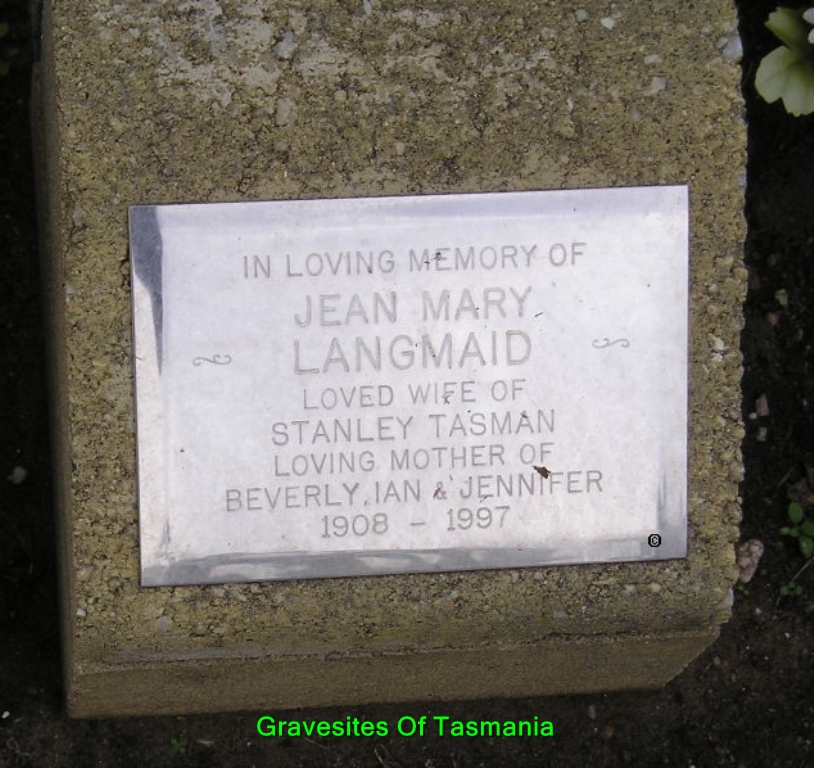 IN LOVING MEMORY OF
JEAN MARY
LANGMAID
LOVED WIFE OF
STANLEY TASMAN
LOVING MOTHER OF
BEVERLY, IAN & JENNIFER
1908 - 1997
©
Gravesites Of Tasmania